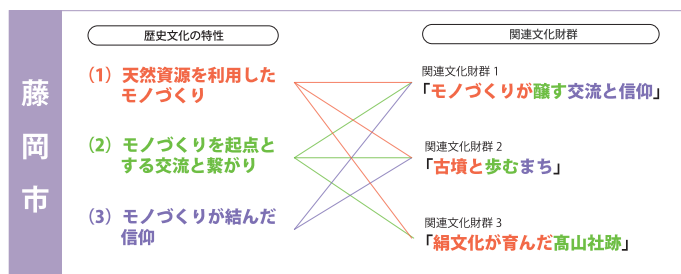 藤岡市
歴史文化の特性
(1) 天然資源を利用した
モノづくり
(2) モノづくりを起点と
する交流と繋がり
(3) モノづくりが結んだ
信仰
関連文化財群
関連文化財群 1
「モノづくりが醸す交流と信仰」
関連文化財群 2
「古墳と歩むまち」
関連文化財群 3
「絹文化が育んだ髙山社跡」